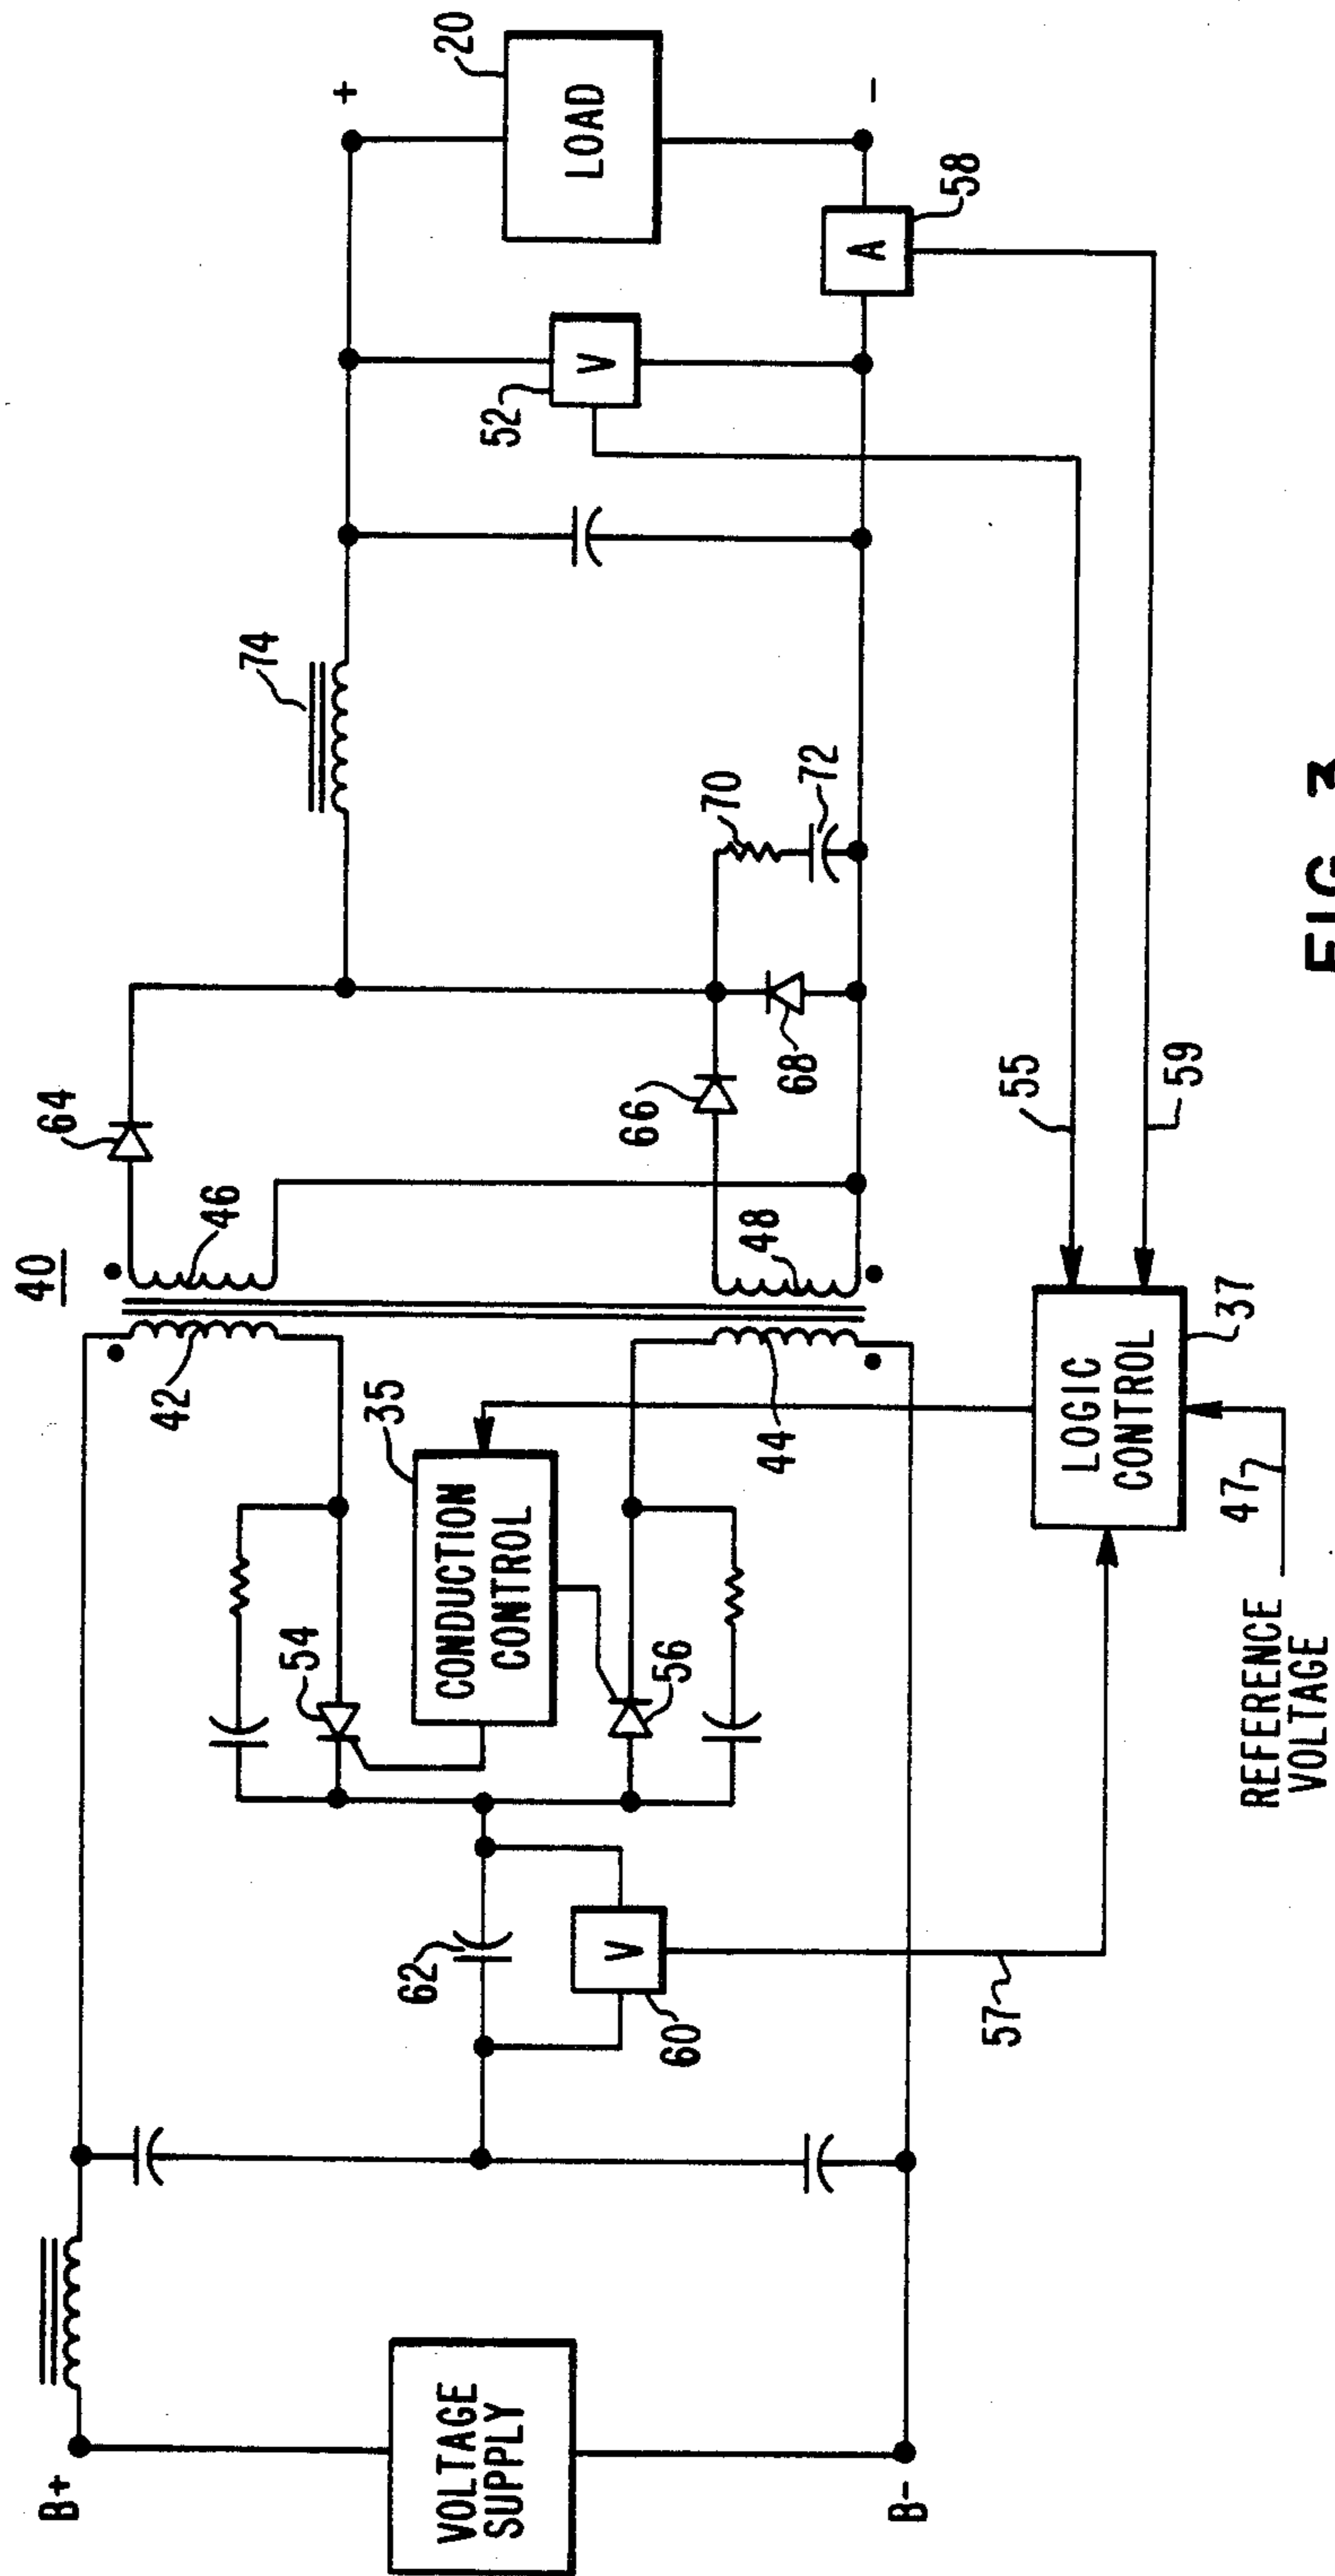 B+
VOLTAGE
SUPPLY
B-
62
V
60
57
54
CONDUCTION
CONTROL
35
56
42
44
40
46
48
64
66
68
70
72
74
52
V
+
LOAD
20
-
A
58
55
59
LOGIC
CONTROL
37
47
REFERENCE
VOLTAGE
FIG. 3